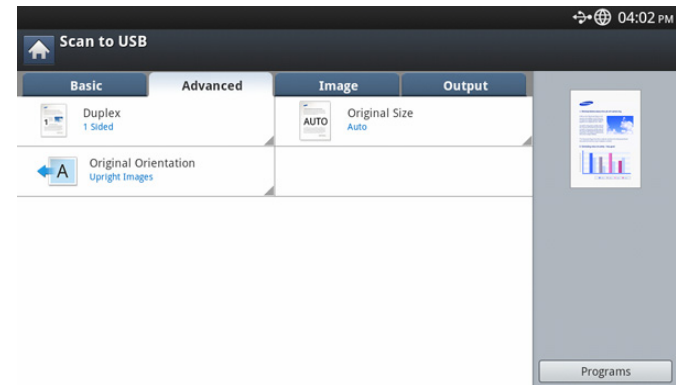 04:02 PM
Scan to USB
Basic
Advanced
Image
Output
Duplex
1 Sided
1
AUTO
Original Size
Auto
A
Original Orientation
Upright Images
Programs